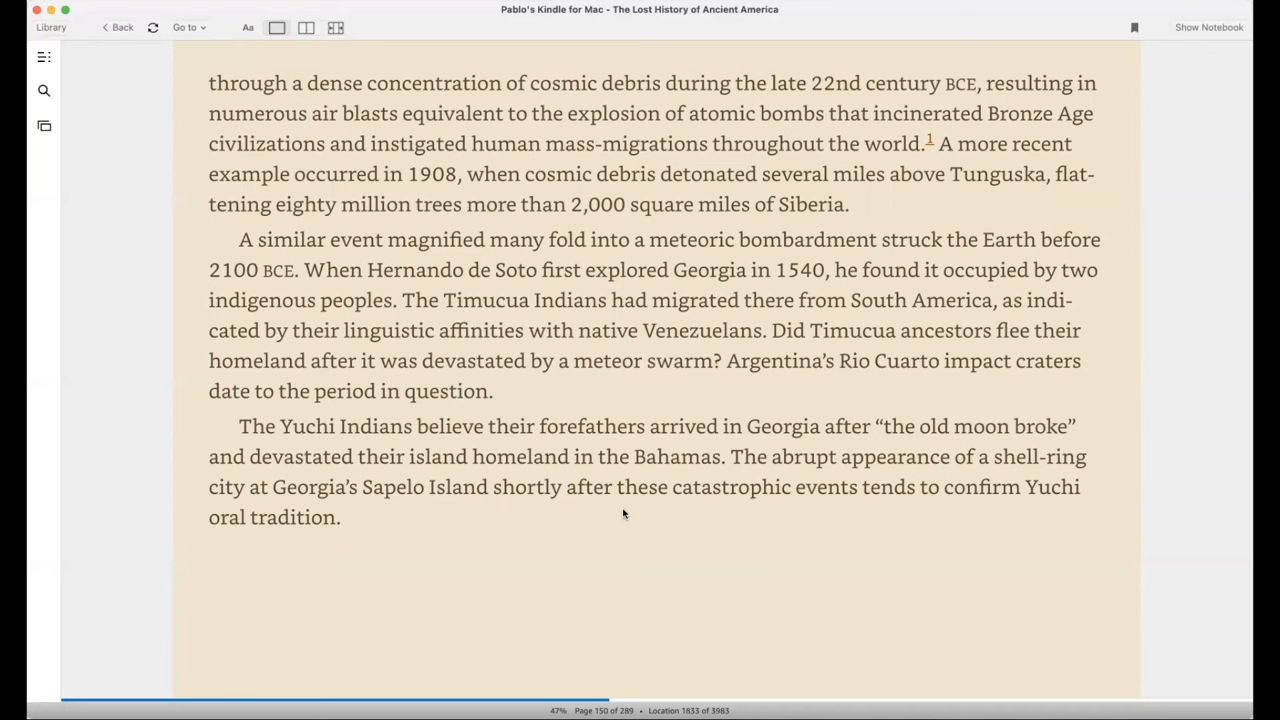 Pablo's Kindle for Mac - The Lost History of Ancient America
Library
Back
Go to
Aa
Show Notebook
through a dense concentration of cosmic debris during the late 22nd century BCE, resulting in
numerous air blasts equivalent to the explosion of atomic bombs that incinerated Bronze Age
civilizations and instigated human mass-migrations throughout the world.1 A more recent
example occurred in 1908, when cosmic debris detonated several miles above Tunguska, flat-
tening eighty million trees more than 2,000 square miles of Siberia.
A similar event magnified many fold into a meteoric bombardment struck the Earth before
2100 BCE. When Hernando de Soto first explored Georgia in 1540, he found it occupied by two
indigenous peoples. The Timucua Indians had migrated there from South America, as indi-
cated by their linguistic affinities with native Venezuelans. Did Timucua ancestors flee their
homeland after it was devastated by a meteor swarm? Argentina’s Rio Cuarto impact craters
date to the period in question.
The Yuchi Indians believe their forefathers arrived in Georgia after “the old moon broke”
and devastated their island homeland in the Bahamas. The abrupt appearance of a shell-ring
city at Georgia’s Sapelo Island shortly after these catastrophic events tends to confirm Yuchi
oral tradition.
47% Page 150 of 289 • Location 1833 of 3983